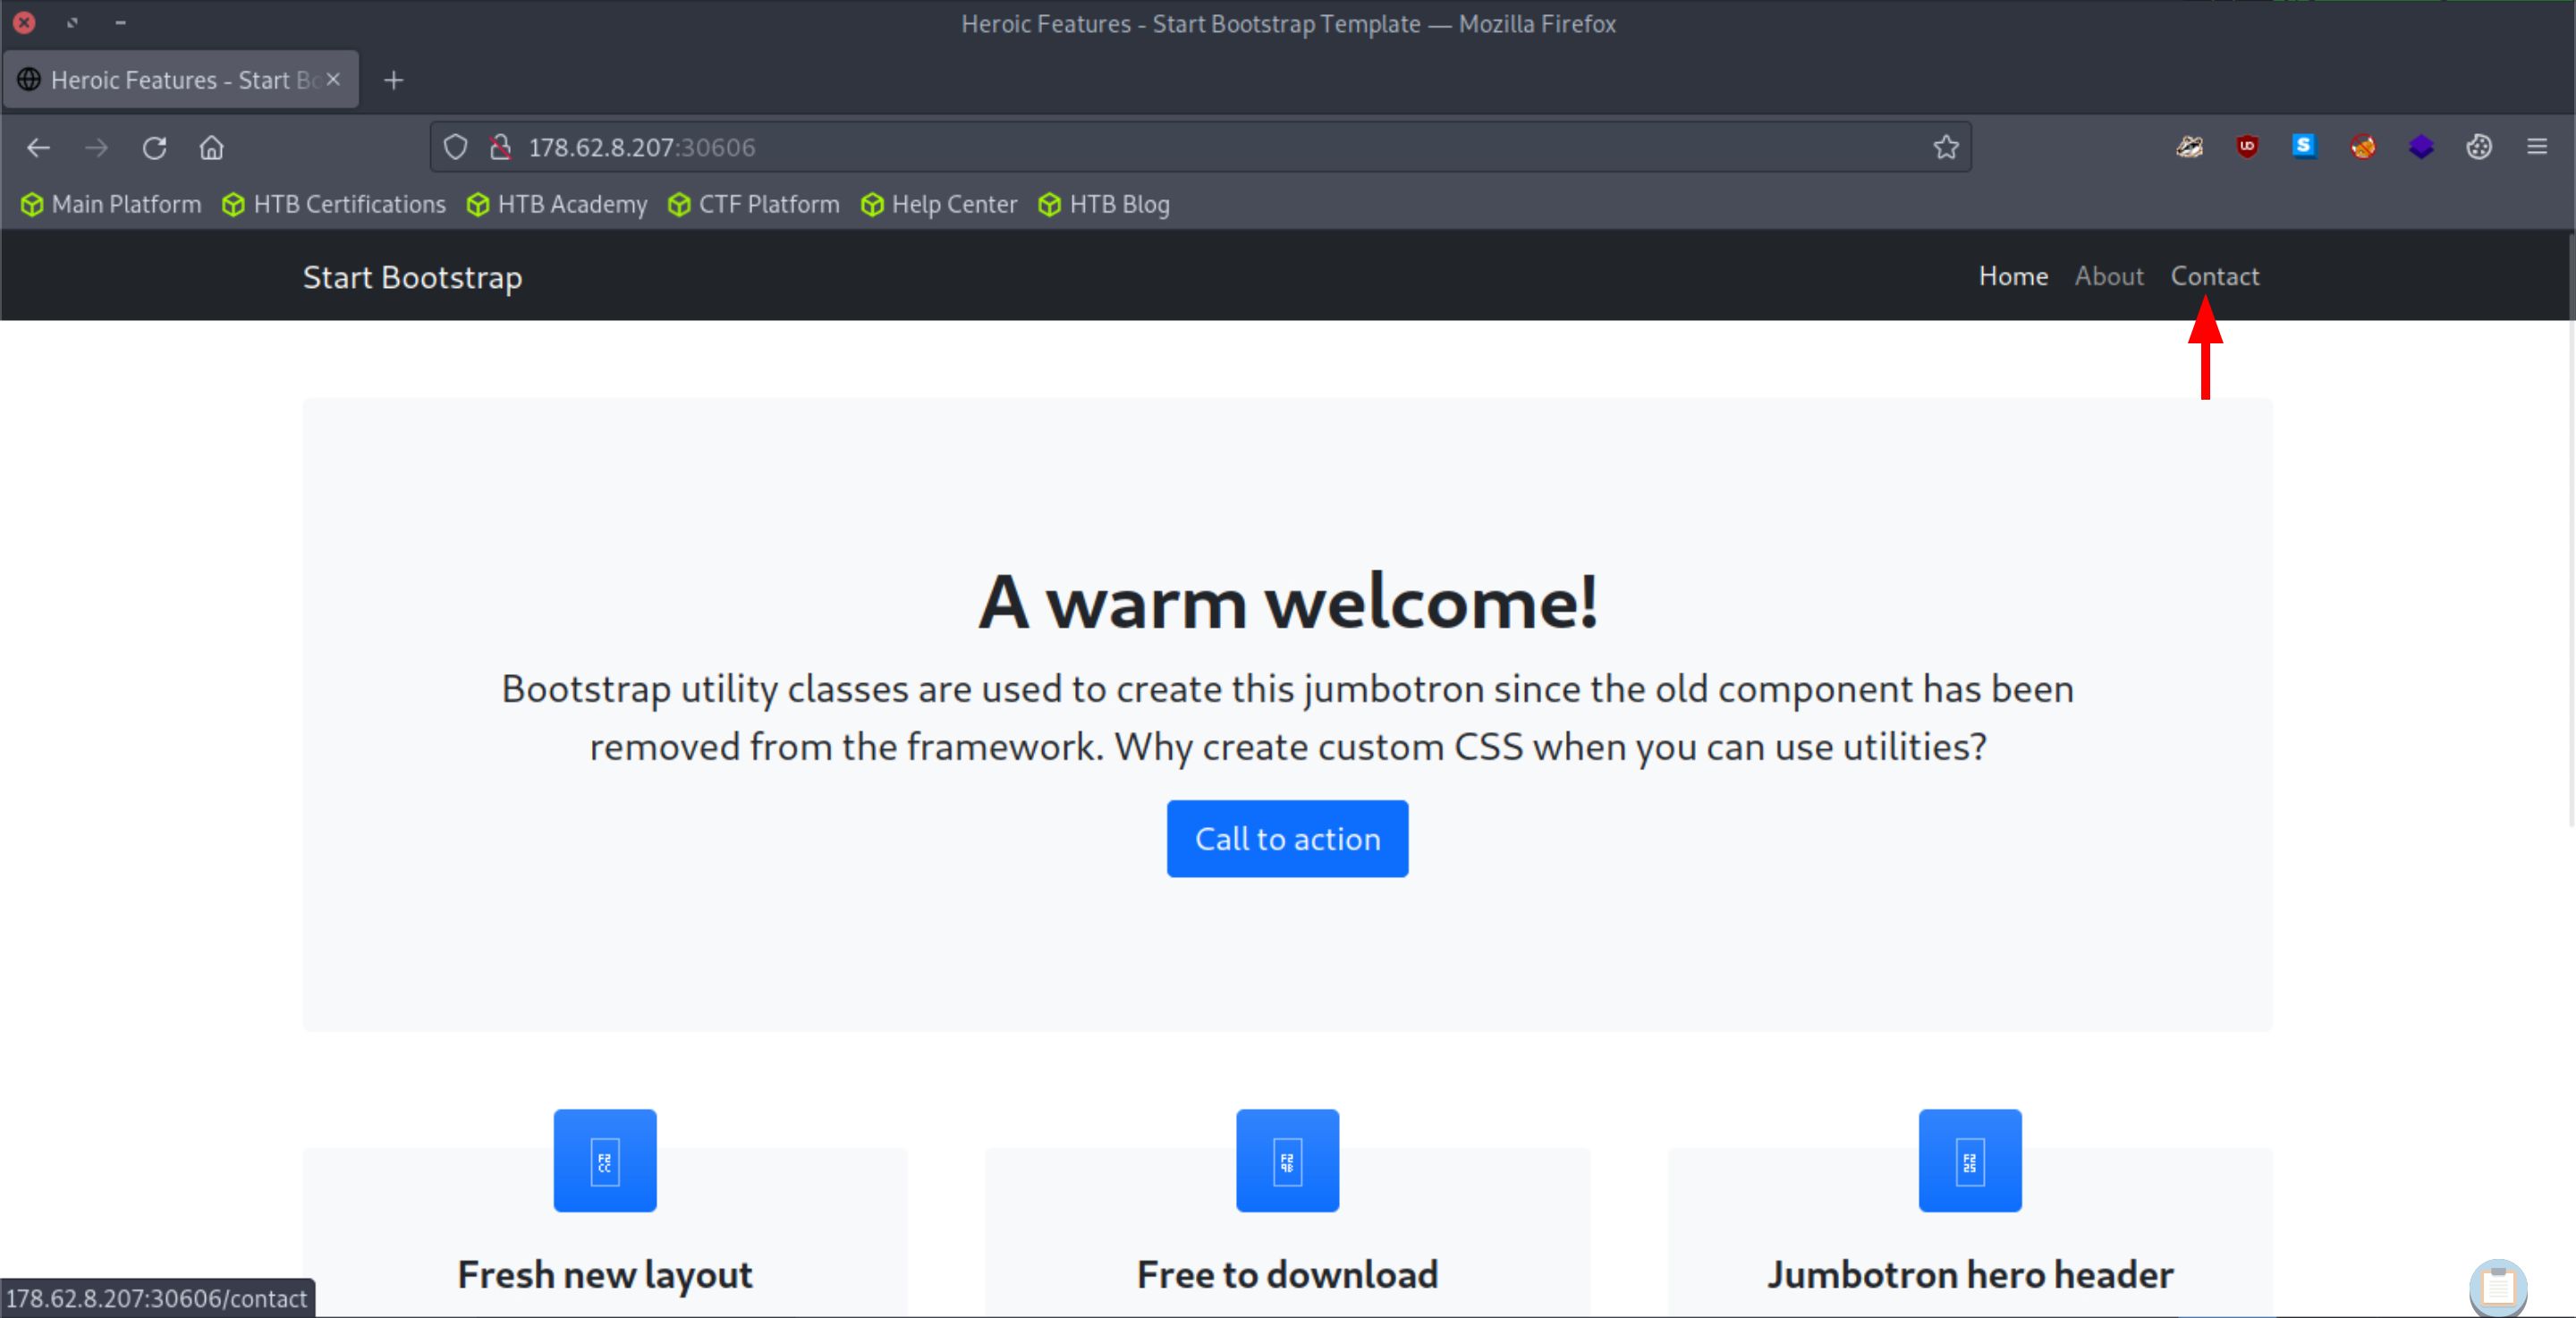 Heroic Features - Start Bootstrap Template — Mozilla Firefox
Heroic Features - Start Bo
178.62.8.207:30606
Main Platform HTB Certifications HTB Academy CTF Platform Help Center HTB Blog
Start Bootstrap Home About Contact
A warm welcome!
Bootstrap utility classes are used to create this jumbotron since the old component has been
removed from the framework. Why create custom CSS when you can use utilities?
Call to action
F2CC F29B F225
Fresh new layout Free to download Jumbotron hero header
178.62.8.207:30606/contact